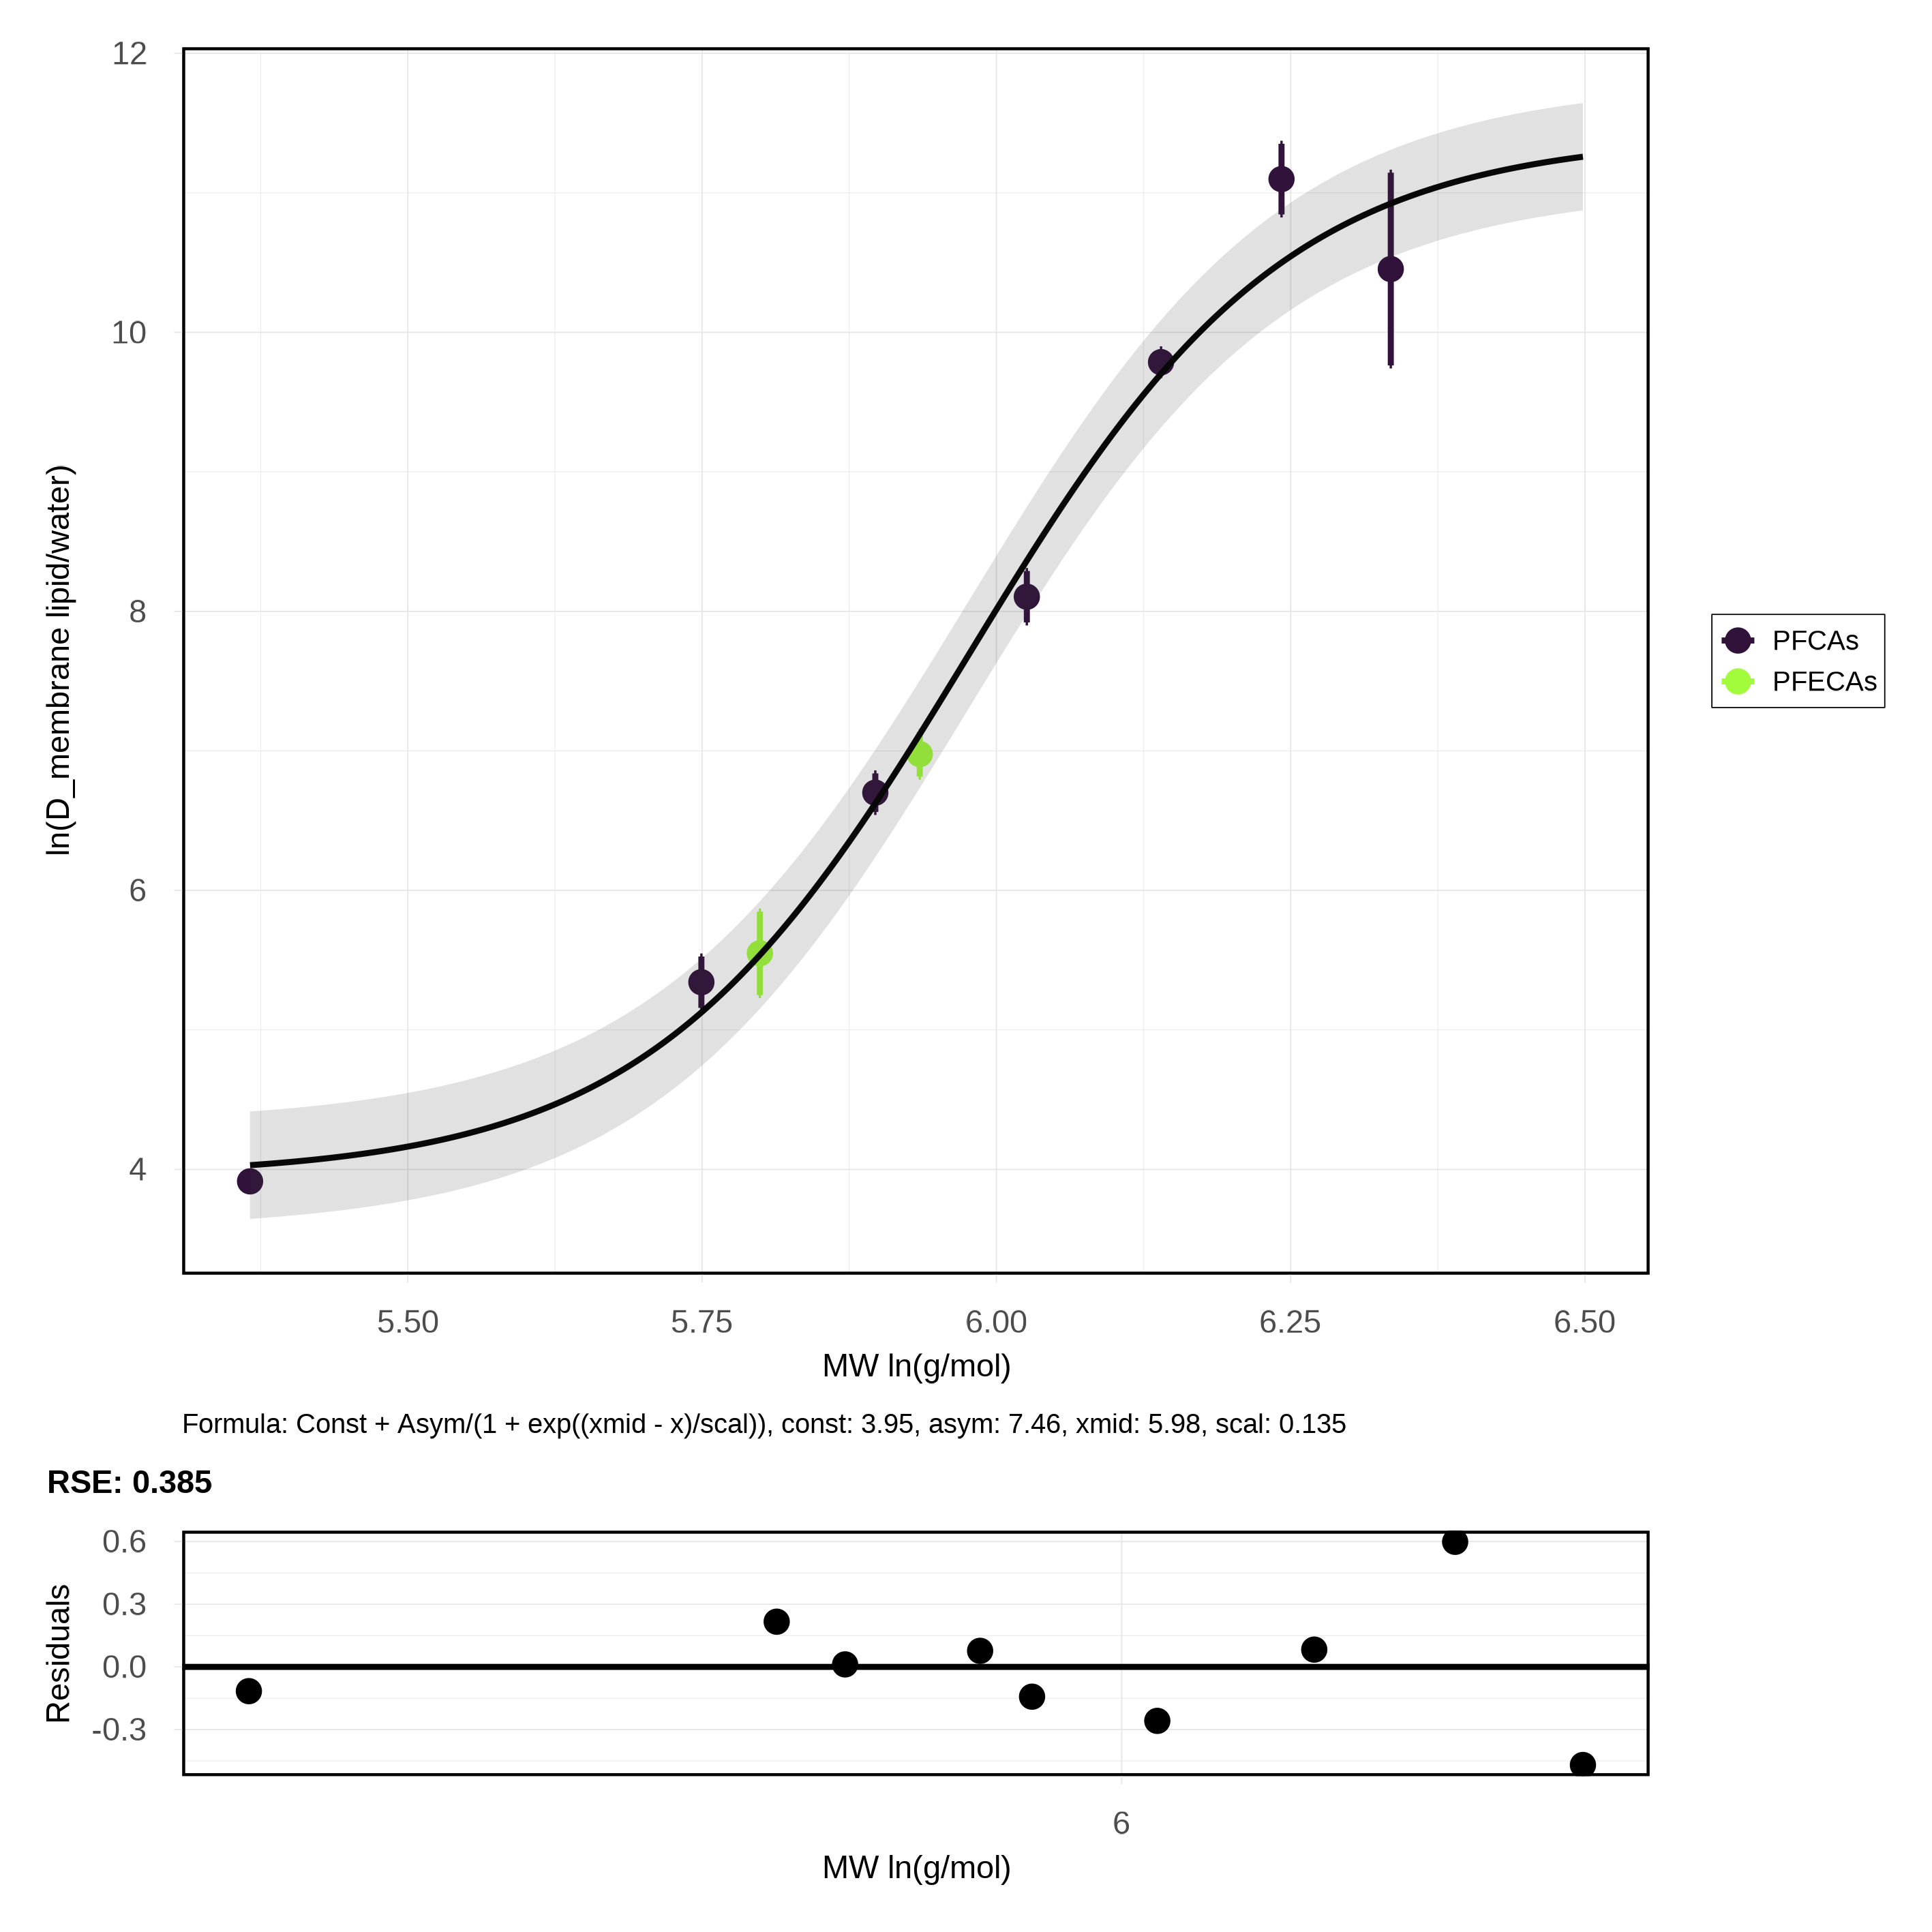 12
10
8
6
4
ln(D_membrane lipid/water)
5.50 5.75 6.00 6.25 6.50
MW ln(g/mol)
PFCAs
PFECAs
Formula: Const + Asym/(1 + exp((xmid - x)/scal)), const: 3.95, asym: 7.46, xmid: 5.98, scal: 0.135
RSE: 0.385
0.6
0.3
0.0
-0.3
Residuals
6
MW ln(g/mol)